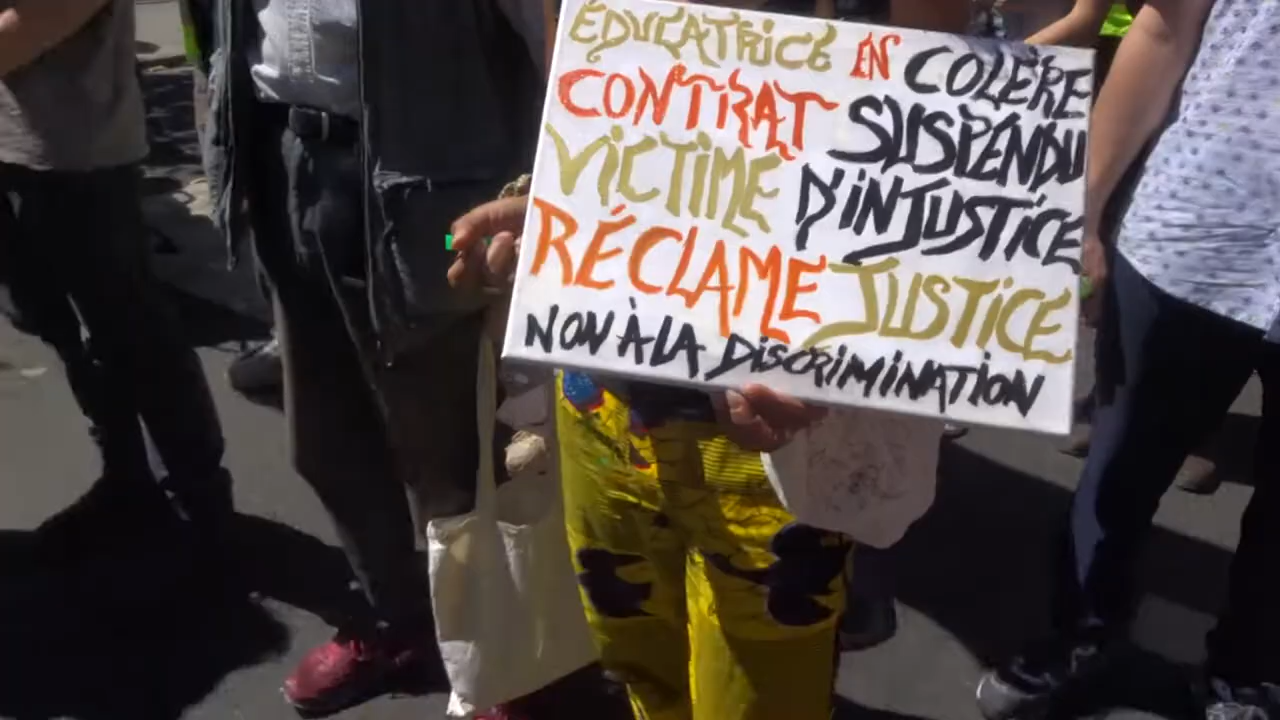 ÉDUCATRICE EN COLÈRE
CONTRAT SUSPENDU
VICTIME D'INJUSTICE
RÉCLAME JUSTICE
NON À LA DISCRIMINATION